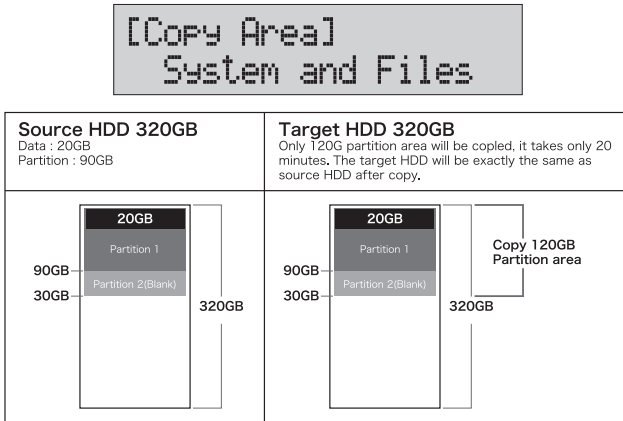 [Copy Area]
System and Files
Source HDD 320GB
Data : 20GB
Partition : 90GB
Target HDD 320GB
Only 120G partition area will be copled, it takes only 20
minutes. The target HDD will be exactly the same as
source HDD after copy.
20GB
Partition 1
90GB
Partition 2(Blank)
30GB
320GB
20GB
Partition 1
90GB
Partition 2(Blank)
30GB
320GB
Copy 120GB
Partition area